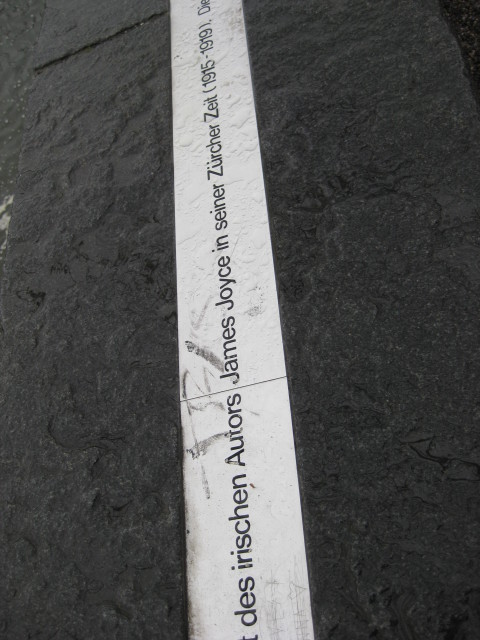 des irischen Autors James Joyce in seiner Zürcher Zeit (1915-1919). Die